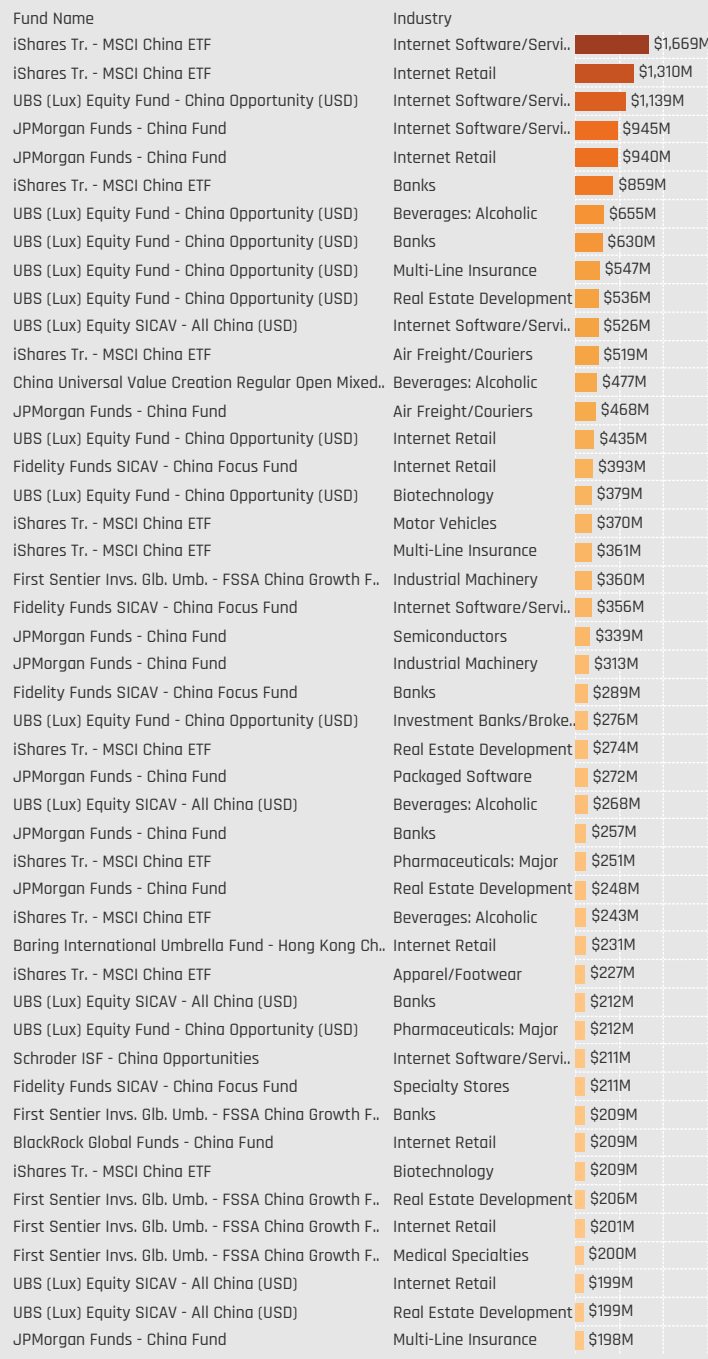 Fund Name Industry
iShares Tr. - MSCI China ETF Internet Software/Servi.. $1,669M
iShares Tr. - MSCI China ETF Internet Retail $1,310M
UBS (Lux) Equity Fund - China Opportunity (USD) Internet Software/Servi.. $1,139M
JPMorgan Funds - China Fund Internet Software/Servi.. $945M
JPMorgan Funds - China Fund Internet Retail $940M
iShares Tr. - MSCI China ETF Banks $859M
UBS (Lux) Equity Fund - China Opportunity (USD) Beverages: Alcoholic $655M
UBS (Lux) Equity Fund - China Opportunity (USD) Banks $630M
UBS (Lux) Equity Fund - China Opportunity (USD) Multi-Line Insurance $547M
UBS (Lux) Equity Fund - China Opportunity (USD) Real Estate Development $536M
UBS (Lux) Equity SICAV - All China (USD) Internet Software/Servi.. $526M
iShares Tr. - MSCI China ETF Air Freight/Couriers $519M
China Universal Value Creation Regular Open Mixed.. Beverages: Alcoholic $477M
JPMorgan Funds - China Fund Air Freight/Couriers $468M
UBS (Lux) Equity Fund - China Opportunity (USD) Internet Retail $435M
Fidelity Funds SICAV - China Focus Fund Internet Retail $393M
UBS (Lux) Equity Fund - China Opportunity (USD) Biotechnology $379M
iShares Tr. - MSCI China ETF Motor Vehicles $370M
iShares Tr. - MSCI China ETF Multi-Line Insurance $361M
First Sentier Invs. Glb. Umb. - FSSA China Growth F.. Industrial Machinery $360M
Fidelity Funds SICAV - China Focus Fund Internet Software/Servi.. $356M
JPMorgan Funds - China Fund Semiconductors $339M
JPMorgan Funds - China Fund Industrial Machinery $313M
Fidelity Funds SICAV - China Focus Fund Banks $289M
UBS (Lux) Equity Fund - China Opportunity (USD) Investment Banks/Broke.. $276M
iShares Tr. - MSCI China ETF Real Estate Development $274M
JPMorgan Funds - China Fund Packaged Software $272M
UBS (Lux) Equity SICAV - All China (USD) Beverages: Alcoholic $268M
JPMorgan Funds - China Fund Banks $257M
iShares Tr. - MSCI China ETF Pharmaceuticals: Major $251M
JPMorgan Funds - China Fund Real Estate Development $248M
iShares Tr. - MSCI China ETF Beverages: Alcoholic $243M
Baring International Umbrella Fund - Hong Kong Ch.. Internet Retail $231M
iShares Tr. - MSCI China ETF Apparel/Footwear $227M
UBS (Lux) Equity SICAV - All China (USD) Banks $212M
UBS (Lux) Equity Fund - China Opportunity (USD) Pharmaceuticals: Major $212M
Schroder ISF - China Opportunities Internet Software/Servi.. $211M
Fidelity Funds SICAV - China Focus Fund Specialty Stores $211M
First Sentier Invs. Glb. Umb. - FSSA China Growth F.. Banks $209M
BlackRock Global Funds - China Fund Internet Retail $209M
iShares Tr. - MSCI China ETF Biotechnology $209M
First Sentier Invs. Glb. Umb. - FSSA China Growth F.. Real Estate Development $206M
First Sentier Invs. Glb. Umb. - FSSA China Growth F.. Internet Retail $201M
First Sentier Invs. Glb. Umb. - FSSA China Growth F.. Medical Specialties $200M
UBS (Lux) Equity SICAV - All China (USD) Internet Retail $199M
UBS (Lux) Equity SICAV - All China (USD) Real Estate Development $199M
JPMorgan Funds - China Fund Multi-Line Insurance $198M